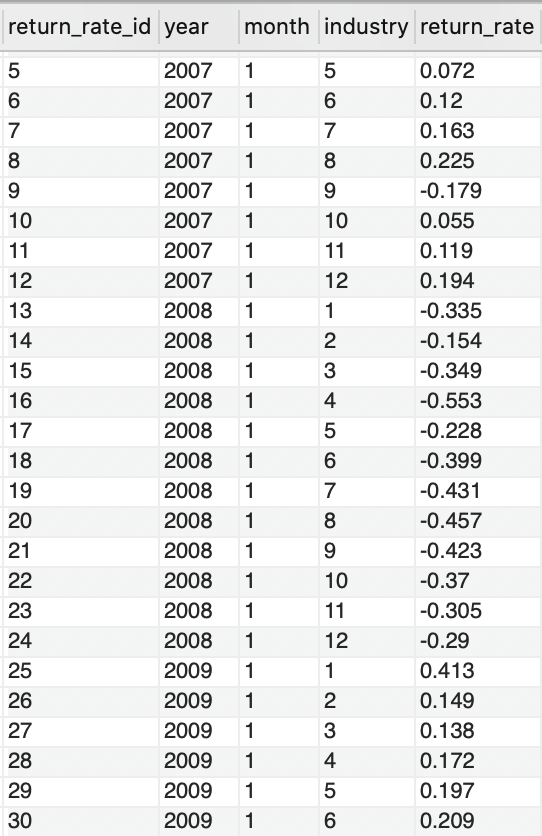 return_rate_id year month industry return_rate
5 2007 1 5 0.072
6 2007 1 6 0.12
7 2007 1 7 0.163
8 2007 1 8 0.225
9 2007 1 9 -0.179
10 2007 1 10 0.055
11 2007 1 11 0.119
12 2007 1 12 0.194
13 2008 1 1 -0.335
14 2008 1 2 -0.154
15 2008 1 3 -0.349
16 2008 1 4 -0.553
17 2008 1 5 -0.228
18 2008 1 6 -0.399
19 2008 1 7 -0.431
20 2008 1 8 -0.457
21 2008 1 9 -0.423
22 2008 1 10 -0.37
23 2008 1 11 -0.305
24 2008 1 12 -0.29
25 2009 1 1 0.413
26 2009 1 2 0.149
27 2009 1 3 0.138
28 2009 1 4 0.172
29 2009 1 5 0.197
30 2009 1 6 0.209